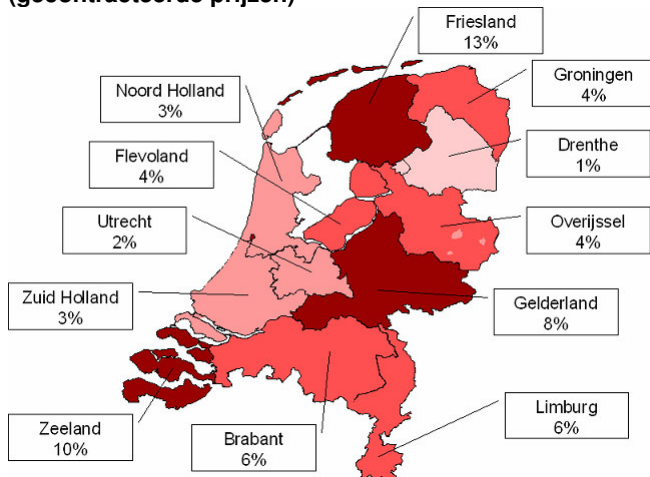 (gecontracteerde prijzen)
Friesland
13%
Groningen
4%
Noord Holland
3%
Drenthe
1%
Flevoland
4%
Utrecht
2%
Overijssel
4%
Zuid Holland
3%
Gelderland
8%
Zeeland
10%
Brabant
6%
Limburg
6%